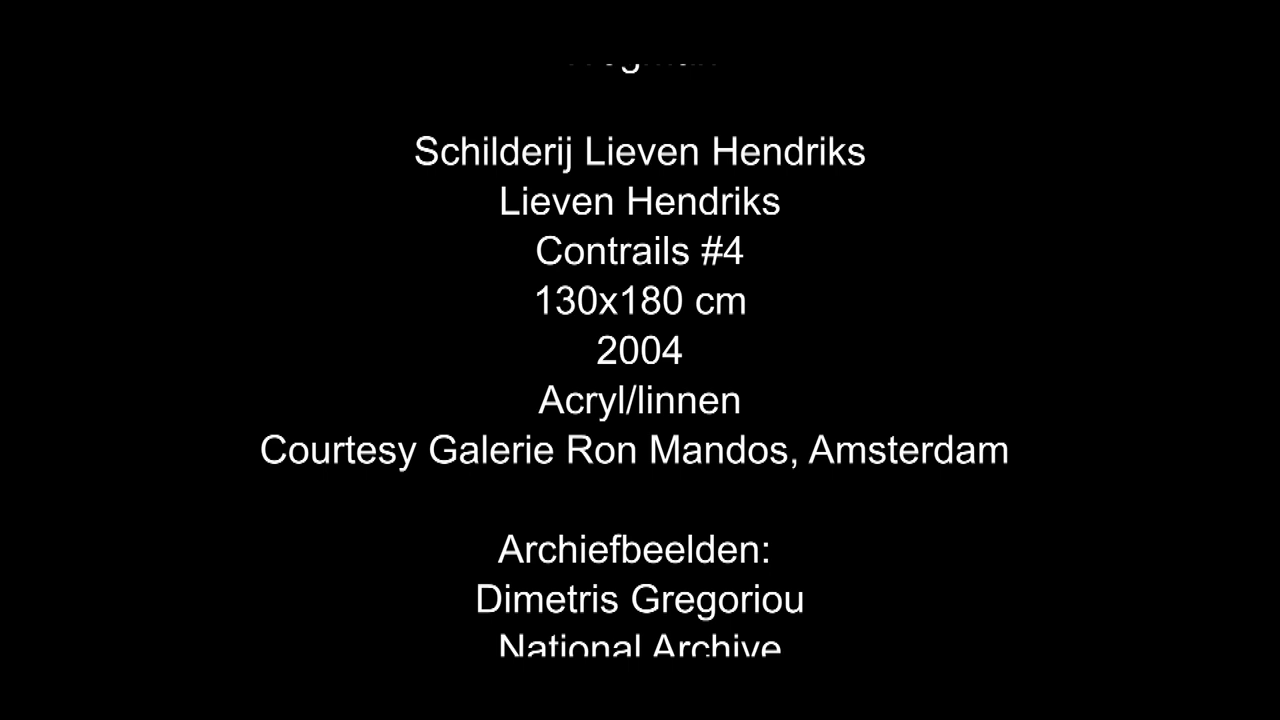 Schilderij Lieven Hendriks
Lieven Hendriks
Contrails #4
130x180 cm
2004
Acryl/linnen
Courtesy Galerie Ron Mandos, Amsterdam
Archiefbeelden:
Dimetris Gregoriou
National Archive